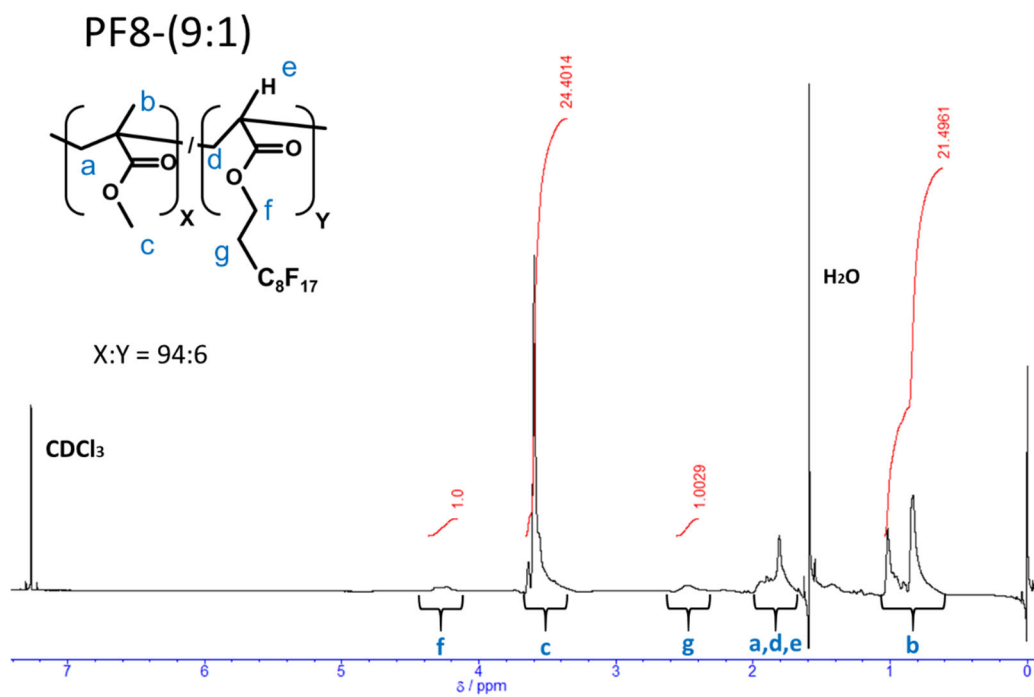 PF8-(9:1)
e
H
b
a
O
O
c
X
/
d
O
O
f
g
C₈F₁₇
Y
X:Y = 94:6
CDCl₃
H₂O
1.0
24.4014
1.0029
21.4961
f
c
g
a,d,e
b
7
6
5
4
3
2
1
0
δ / ppm